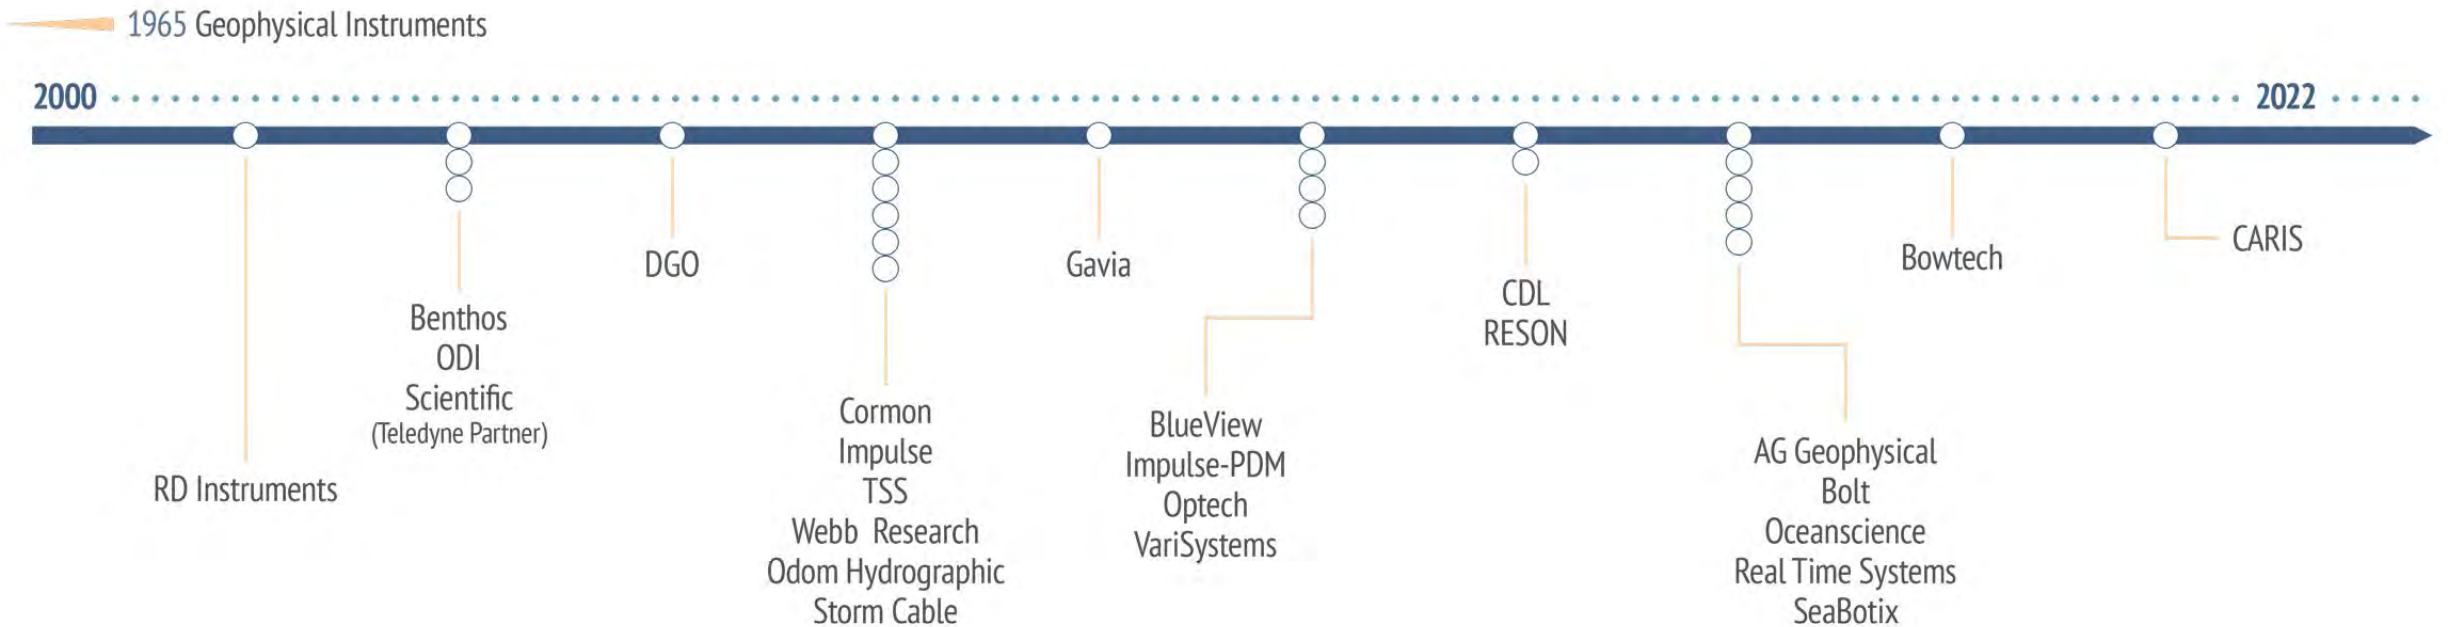 1965 Geophysical Instruments
2000
2022
RD Instruments
Benthos
ODI
Scientific
(Teledyne Partner)
DGO
Cormon
Impulse
TSS
Webb Research
Odom Hydrographic
Storm Cable
Gavia
BlueView
Impulse-PDM
Optech
VariSystems
CDL
RESON
AG Geophysical
Bolt
Oceanscience
Real Time Systems
SeaBotix
Bowtech
CARIS